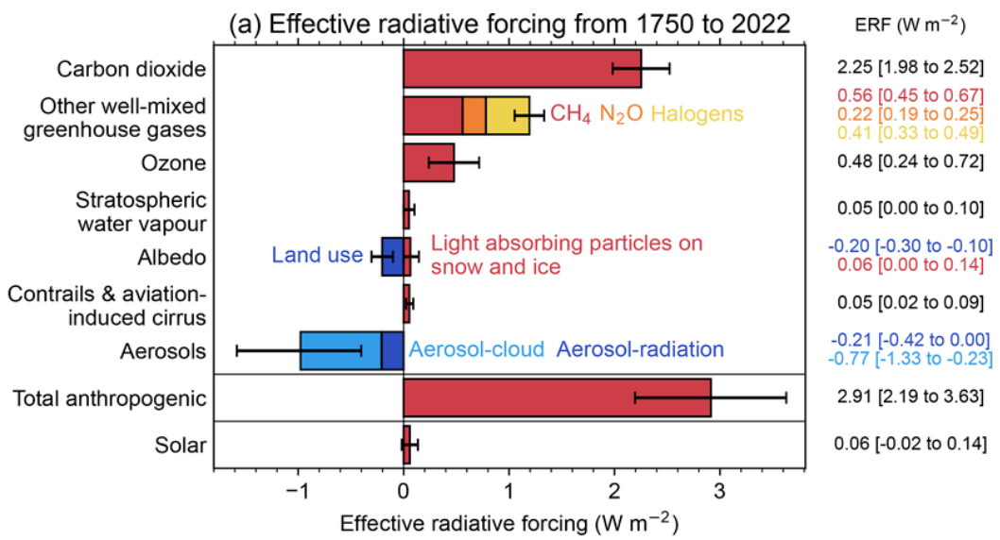 (a) Effective radiative forcing from 1750 to 2022
ERF (W m⁻²)
Carbon dioxide
2.25 [1.98 to 2.52]
Other well-mixed
greenhouse gases
CH₄ N₂O Halogens
0.56 [0.45 to 0.67]
0.22 [0.19 to 0.25]
0.41 [0.33 to 0.49]
Ozone
0.48 [0.24 to 0.72]
Stratospheric
water vapour
0.05 [0.00 to 0.10]
Albedo
Land use
Light absorbing particles on
snow and ice
-0.20 [-0.30 to -0.10]
0.06 [0.00 to 0.14]
Contrails & aviation-
induced cirrus
0.05 [0.02 to 0.09]
Aerosols
Aerosol-cloud Aerosol-radiation
-0.21 [-0.42 to 0.00]
-0.77 [-1.33 to -0.23]
Total anthropogenic
2.91 [2.19 to 3.63]
Solar
0.06 [-0.02 to 0.14]
−1 0 1 2 3
Effective radiative forcing (W m⁻²)